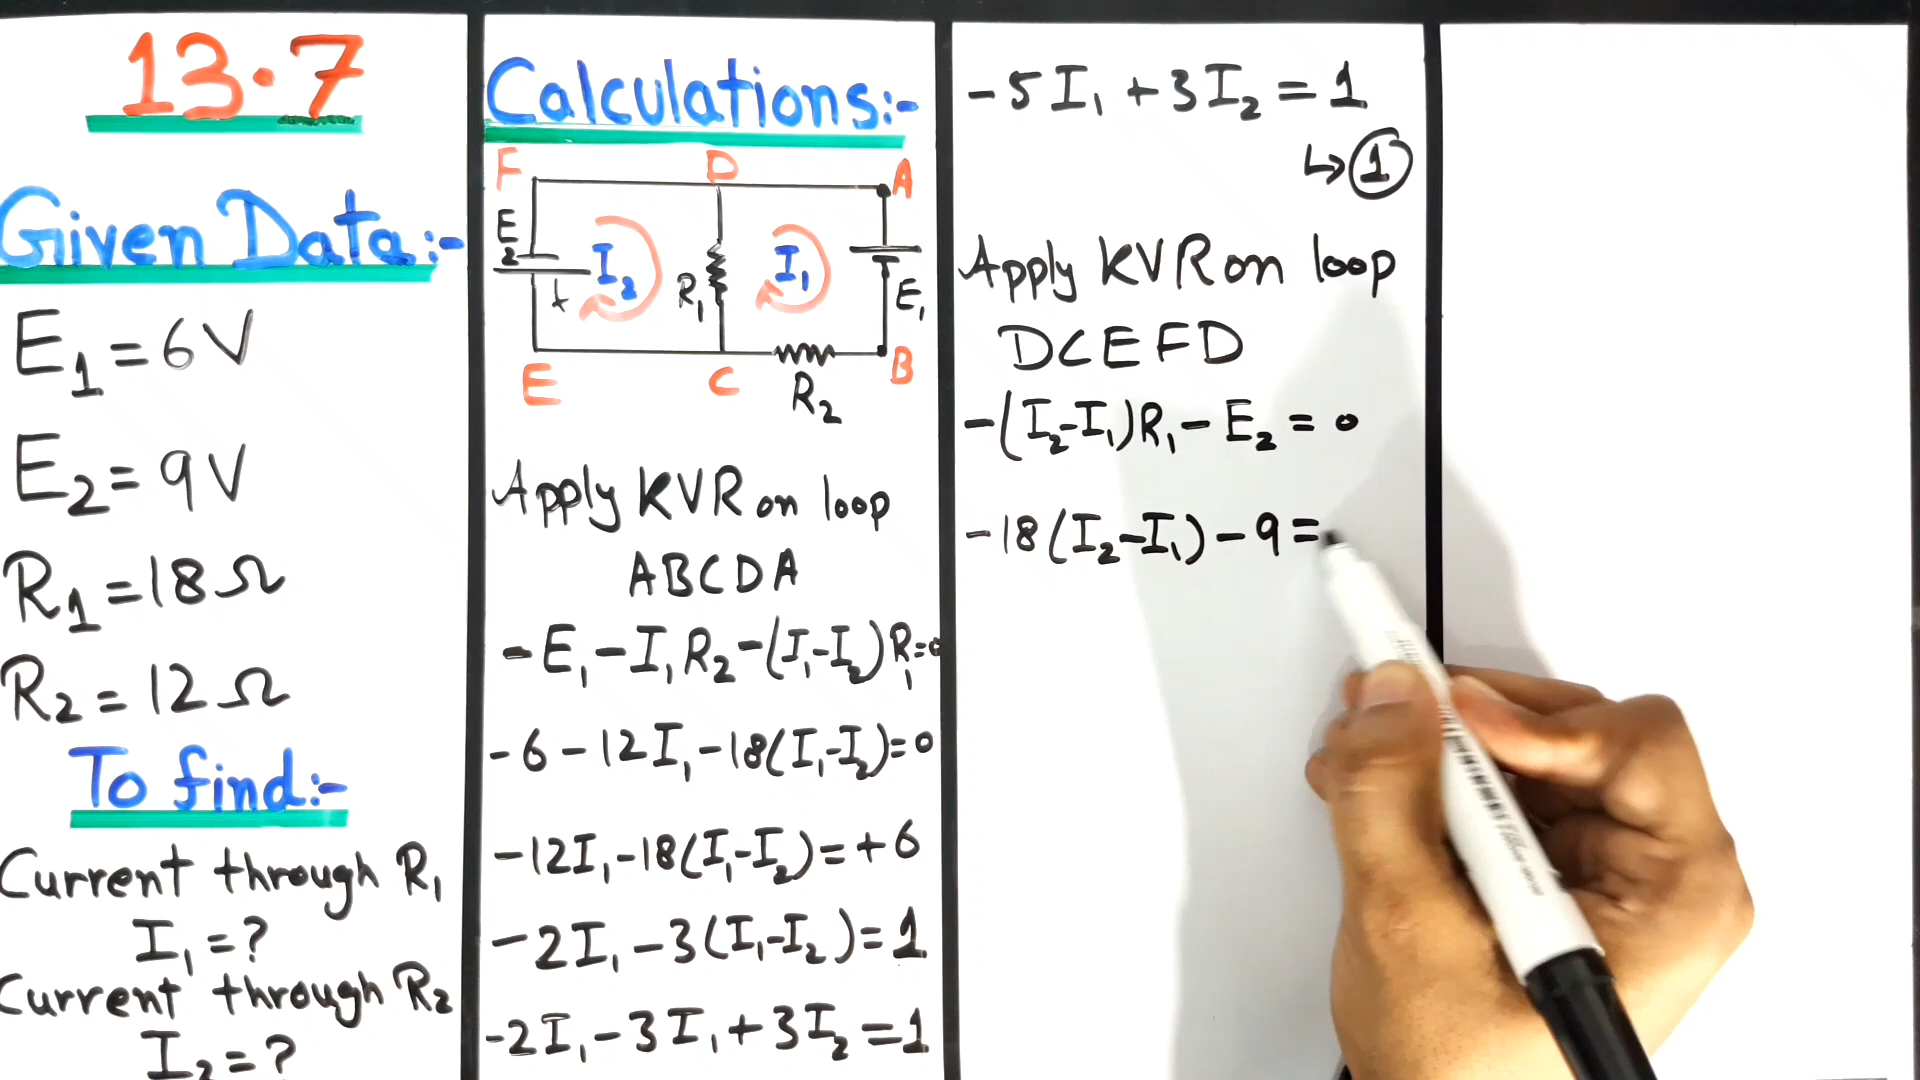 13.7
Given Data:-
E1 = 6V
E2 = 9V
R1 = 18Ω
R2 = 12Ω
To find:-
Current through R1
I1 = ?
Current through R2
I2 = ?
Calculations:-
F D A
E2 I2 R1 I1 E1
+
E C B
R2
Apply KVR on loop
ABCDA
-E1 - I1R2 - (I1-I2)R1 = 0
-6 - 12I1 - 18(I1-I2) = 0
-12I1 - 18(I1-I2) = +6
-2I1 - 3(I1-I2) = 1
-2I1 - 3I1 + 3I2 = 1
-5I1 + 3I2 = 1
↳ 1
Apply KVR on loop
DCEFD
-(I2-I1)R1 - E2 = 0
-18(I2-I1) - 9 =